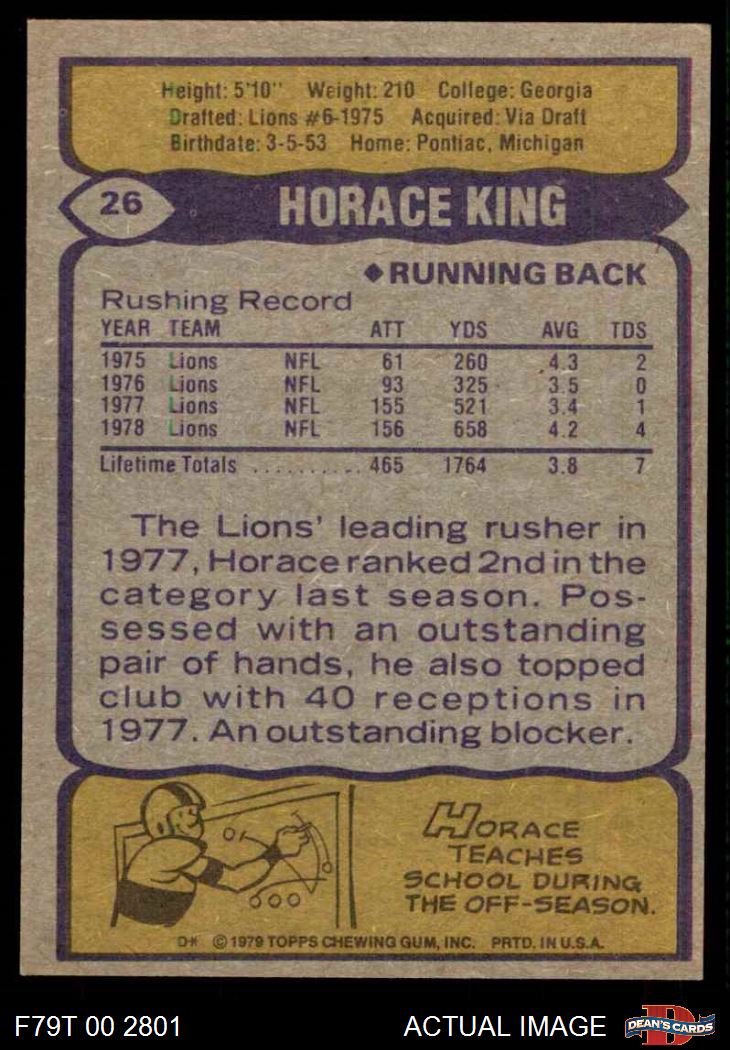 Height: 5'10" Weight: 210 College: Georgia
Drafted: Lions #6-1975 Acquired: Via Draft
Birthdate: 3-5-53 Home: Pontiac, Michigan
26 HORACE KING
◆RUNNING BACK
Rushing Record
YEAR TEAM ATT YDS AVG TDS
1975 Lions NFL 61 260 4.3 2
1976 Lions NFL 93 325 3.5 0
1977 Lions NFL 155 521 3.4 1
1978 Lions NFL 156 658 4.2 4
Lifetime Totals .......... 465 1764 3.8 7
The Lions' leading rusher in
1977, Horace ranked 2nd in the
category last season. Pos-
sessed with an outstanding
pair of hands, he also topped
club with 40 receptions in
1977. An outstanding blocker.
HORACE
TEACHES
SCHOOL DURING
THE OFF-SEASON.
D* © 1979 TOPPS CHEWING GUM, INC. PRTD. IN U.S.A.
F79T 00 2801 ACTUAL IMAGE D DEAN'S CARDS